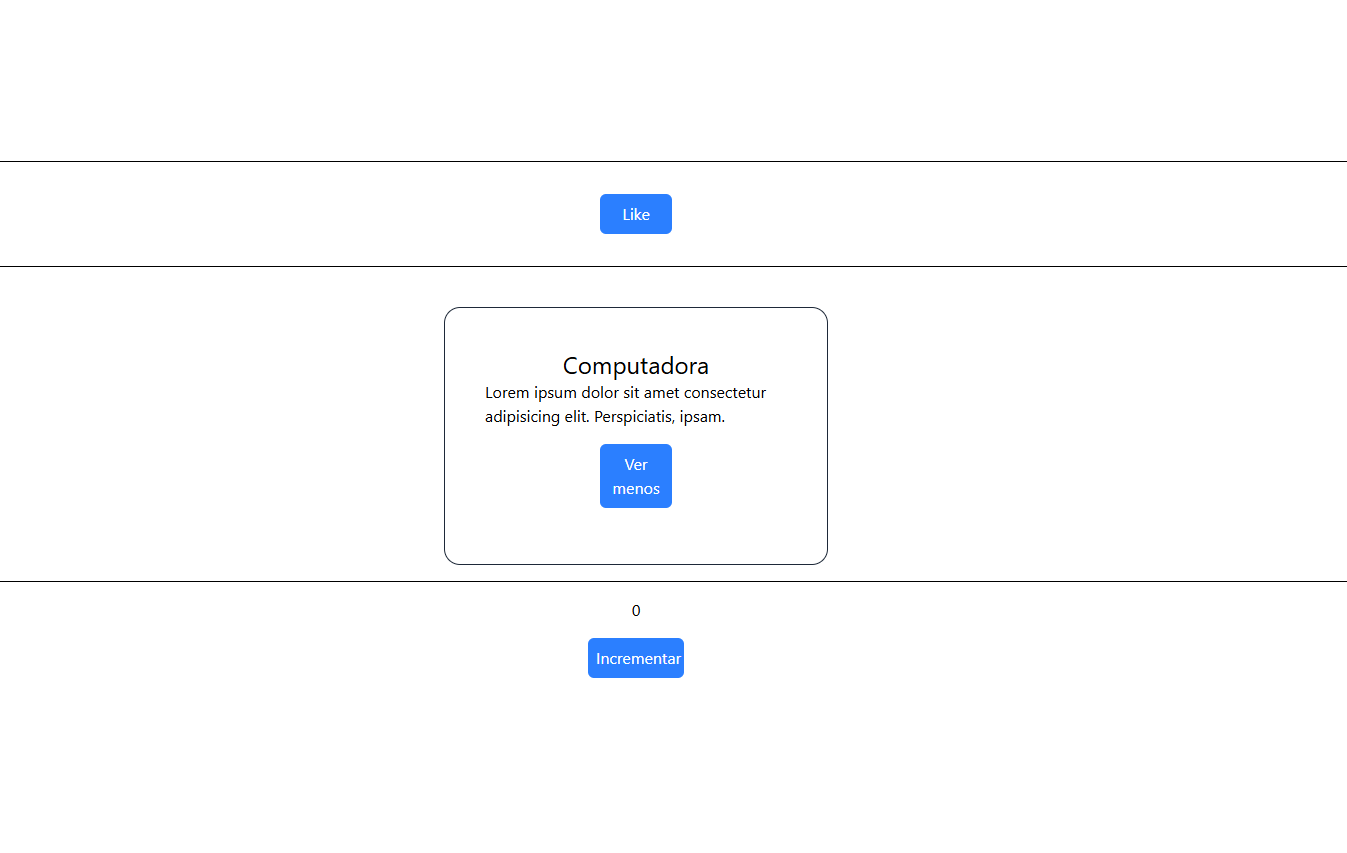 Like
Computadora
Lorem ipsum dolor sit amet consectetur
adipisicing elit. Perspiciatis, ipsam.
Ver
menos
0
Incrementar